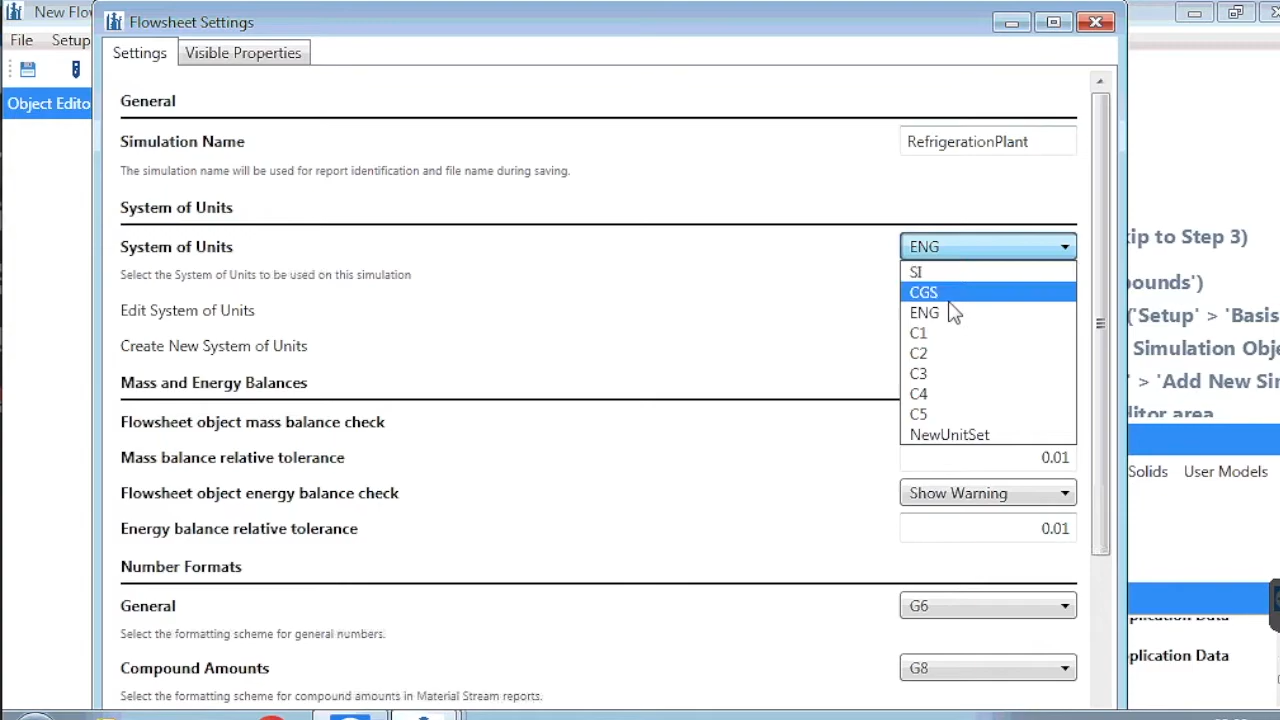 New Flo
Flowsheet Settings
File Setup
Settings Visible Properties
Object Edito
General
Simulation Name RefrigerationPlant
The simulation name will be used for report identification and file name during saving.
System of Units
System of Units ENG
Select the System of Units to be used on this simulation
SI
CGS
Edit System of Units ENG
C1
Create New System of Units C2
C3
Mass and Energy Balances C4
C5
Flowsheet object mass balance check NewUnitSet
Mass balance relative tolerance 0.01
Flowsheet object energy balance check Show Warning
Energy balance relative tolerance 0.01
Number Formats
General G6
Select the formatting scheme for general numbers.
Compound Amounts G8
Select the formatting scheme for compound amounts in Material Stream reports.
kip to Step 3)
ounds')
('Setup' > 'Basis
Simulation Obje
' > 'Add New Sin
ditor area
Solids User Models
plication Data
plication Data